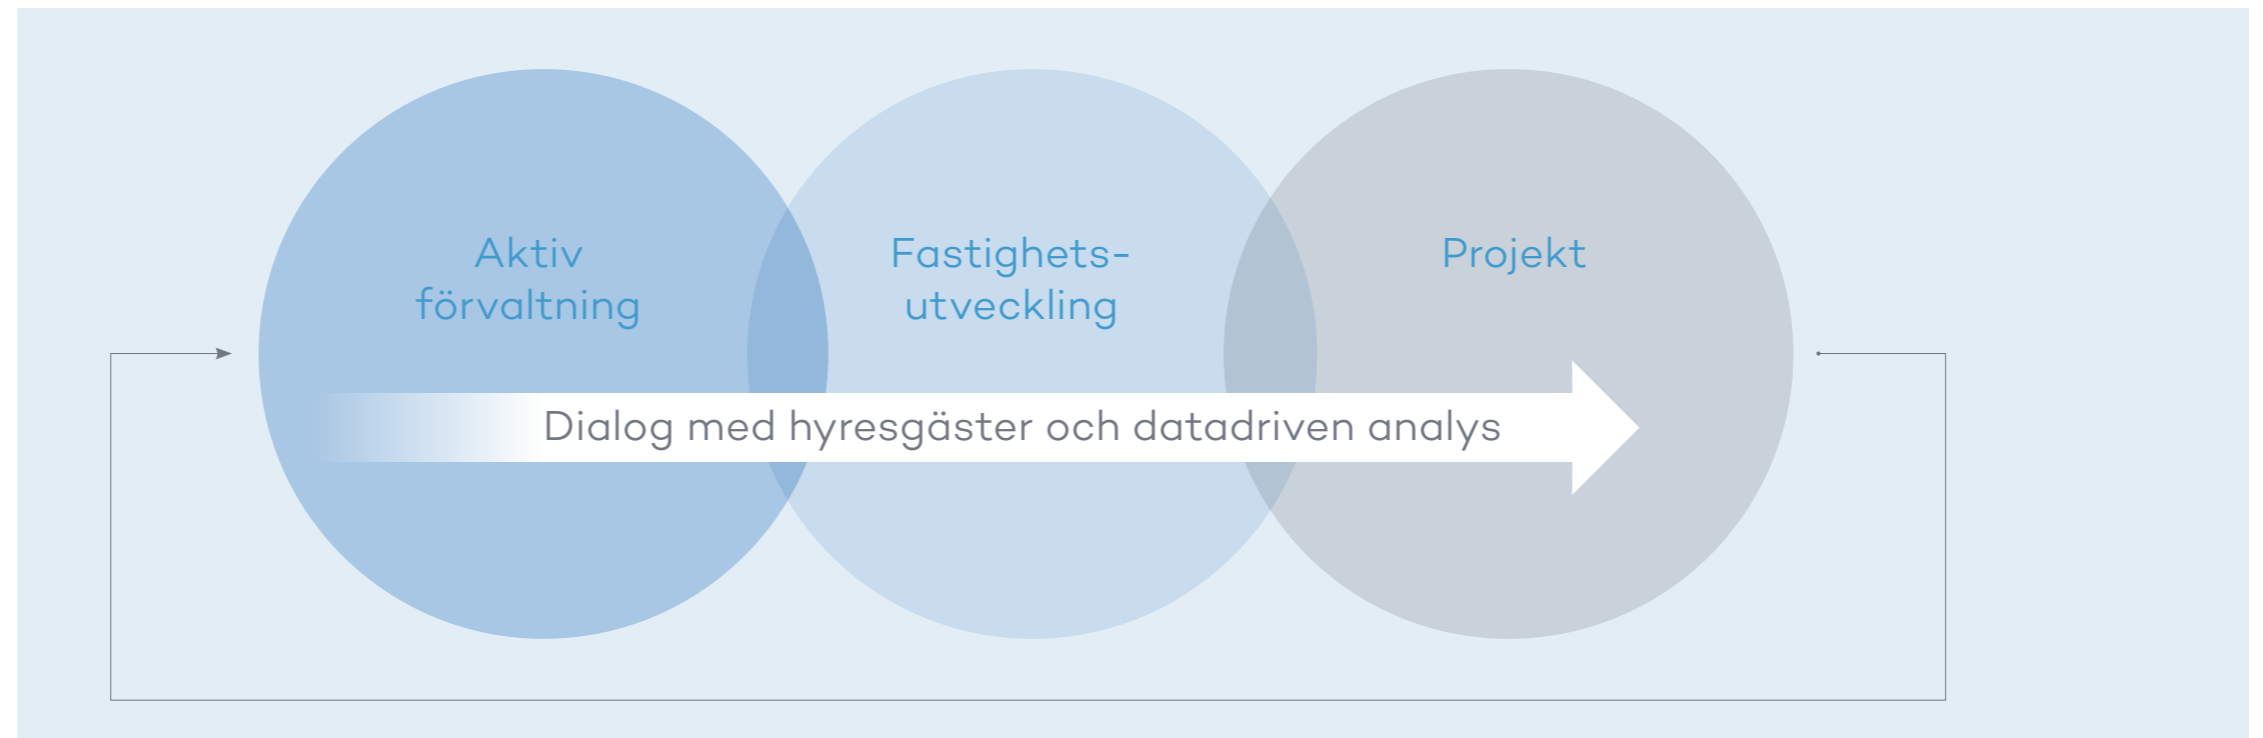 Aktiv
förvaltning
Fastighets-
utveckling
Projekt
Dialog med hyresgäster och datadriven analys